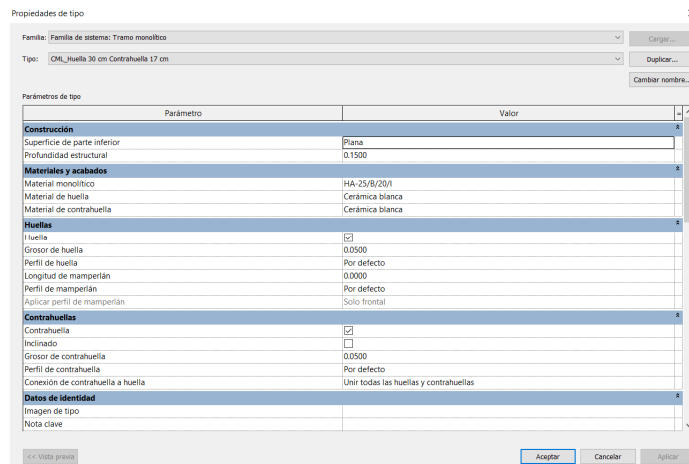 Propiedades de tipo
Familia: Familia de sistema: Tramo monolítico Cargar...
Tipo: CML_Huella 30 cm Contrahuella 17 cm Duplicar...
Cambiar nombre...
Parámetros de tipo
Parámetro Valor =
Construcción
Superficie de parte inferior Plana
Profundidad estructural 0.1500
Materiales y acabados
Material monolítico HA-25/B/20/I
Material de huella Cerámica blanca
Material de contrahuella Cerámica blanca
Huellas
Huella
Grosor de huella 0.0500
Perfil de huella Por defecto
Longitud de mamperlán 0.0000
Perfil de mamperlán Por defecto
Aplicar perfil de mamperlán Solo frontal
Contrahuellas
Contrahuella
Inclinado
Grosor de contrahuella 0.0500
Perfil de contrahuella Por defecto
Conexión de contrahuella a huella Unir todas las huellas y contrahuellas
Datos de identidad
Imagen de tipo
Nota clave
<< Vista previa Aceptar Cancelar Aplicar